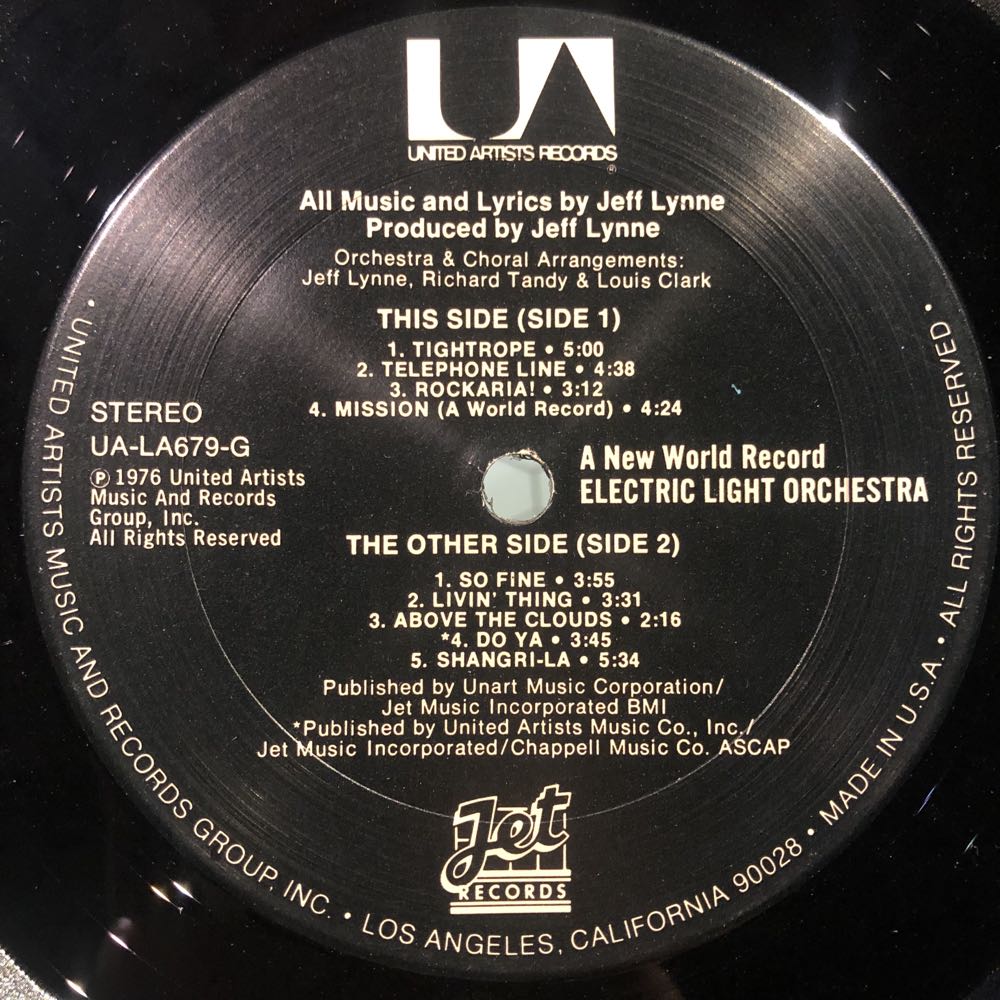 UA
UNITED ARTISTS RECORDS
®
All Music and Lyrics by Jeff Lynne
Produced by Jeff Lynne
Orchestra & Choral Arrangements:
Jeff Lynne, Richard Tandy & Louis Clark
THIS SIDE (SIDE 1)
1. TIGHTROPE • 5:00
2. TELEPHONE LINE • 4:38
3. ROCKARIA! • 3:12
4. MISSION (A World Record) • 4:24
STEREO
UA-LA679-G
℗ 1976 United Artists
Music And Records
Group, Inc.
All Rights Reserved
A New World Record
ELECTRIC LIGHT ORCHESTRA
THE OTHER SIDE (SIDE 2)
1. SO FINE • 3:55
2. LIVIN' THING • 3:31
3. ABOVE THE CLOUDS • 2:16
*4. DO YA • 3:45
5. SHANGRI-LA • 5:34
Published by Unart Music Corporation/
Jet Music Incorporated BMI
*Published by United Artists Music Co., Inc./
Jet Music Incorporated/Chappell Music Co. ASCAP
Jet
RECORDS
• UNITED ARTISTS MUSIC AND RECORDS GROUP, INC. • LOS ANGELES, CALIFORNIA 90028 • MADE IN U.S.A. • ALL RIGHTS RESERVED •